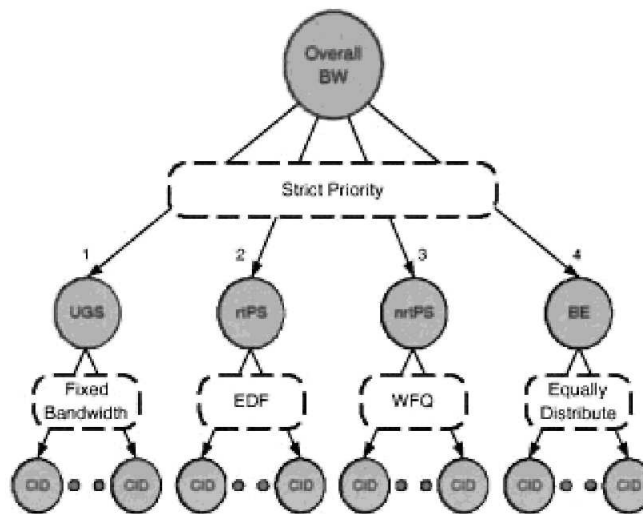 Overall
BW
Strict Priority
1
2
3
4
UGS
rtPS
nrtPS
BE
Fixed
Bandwidth
EDF
WFQ
Equally
Distribute
CID
CID
CID
CID
CID
CID
CID
CID